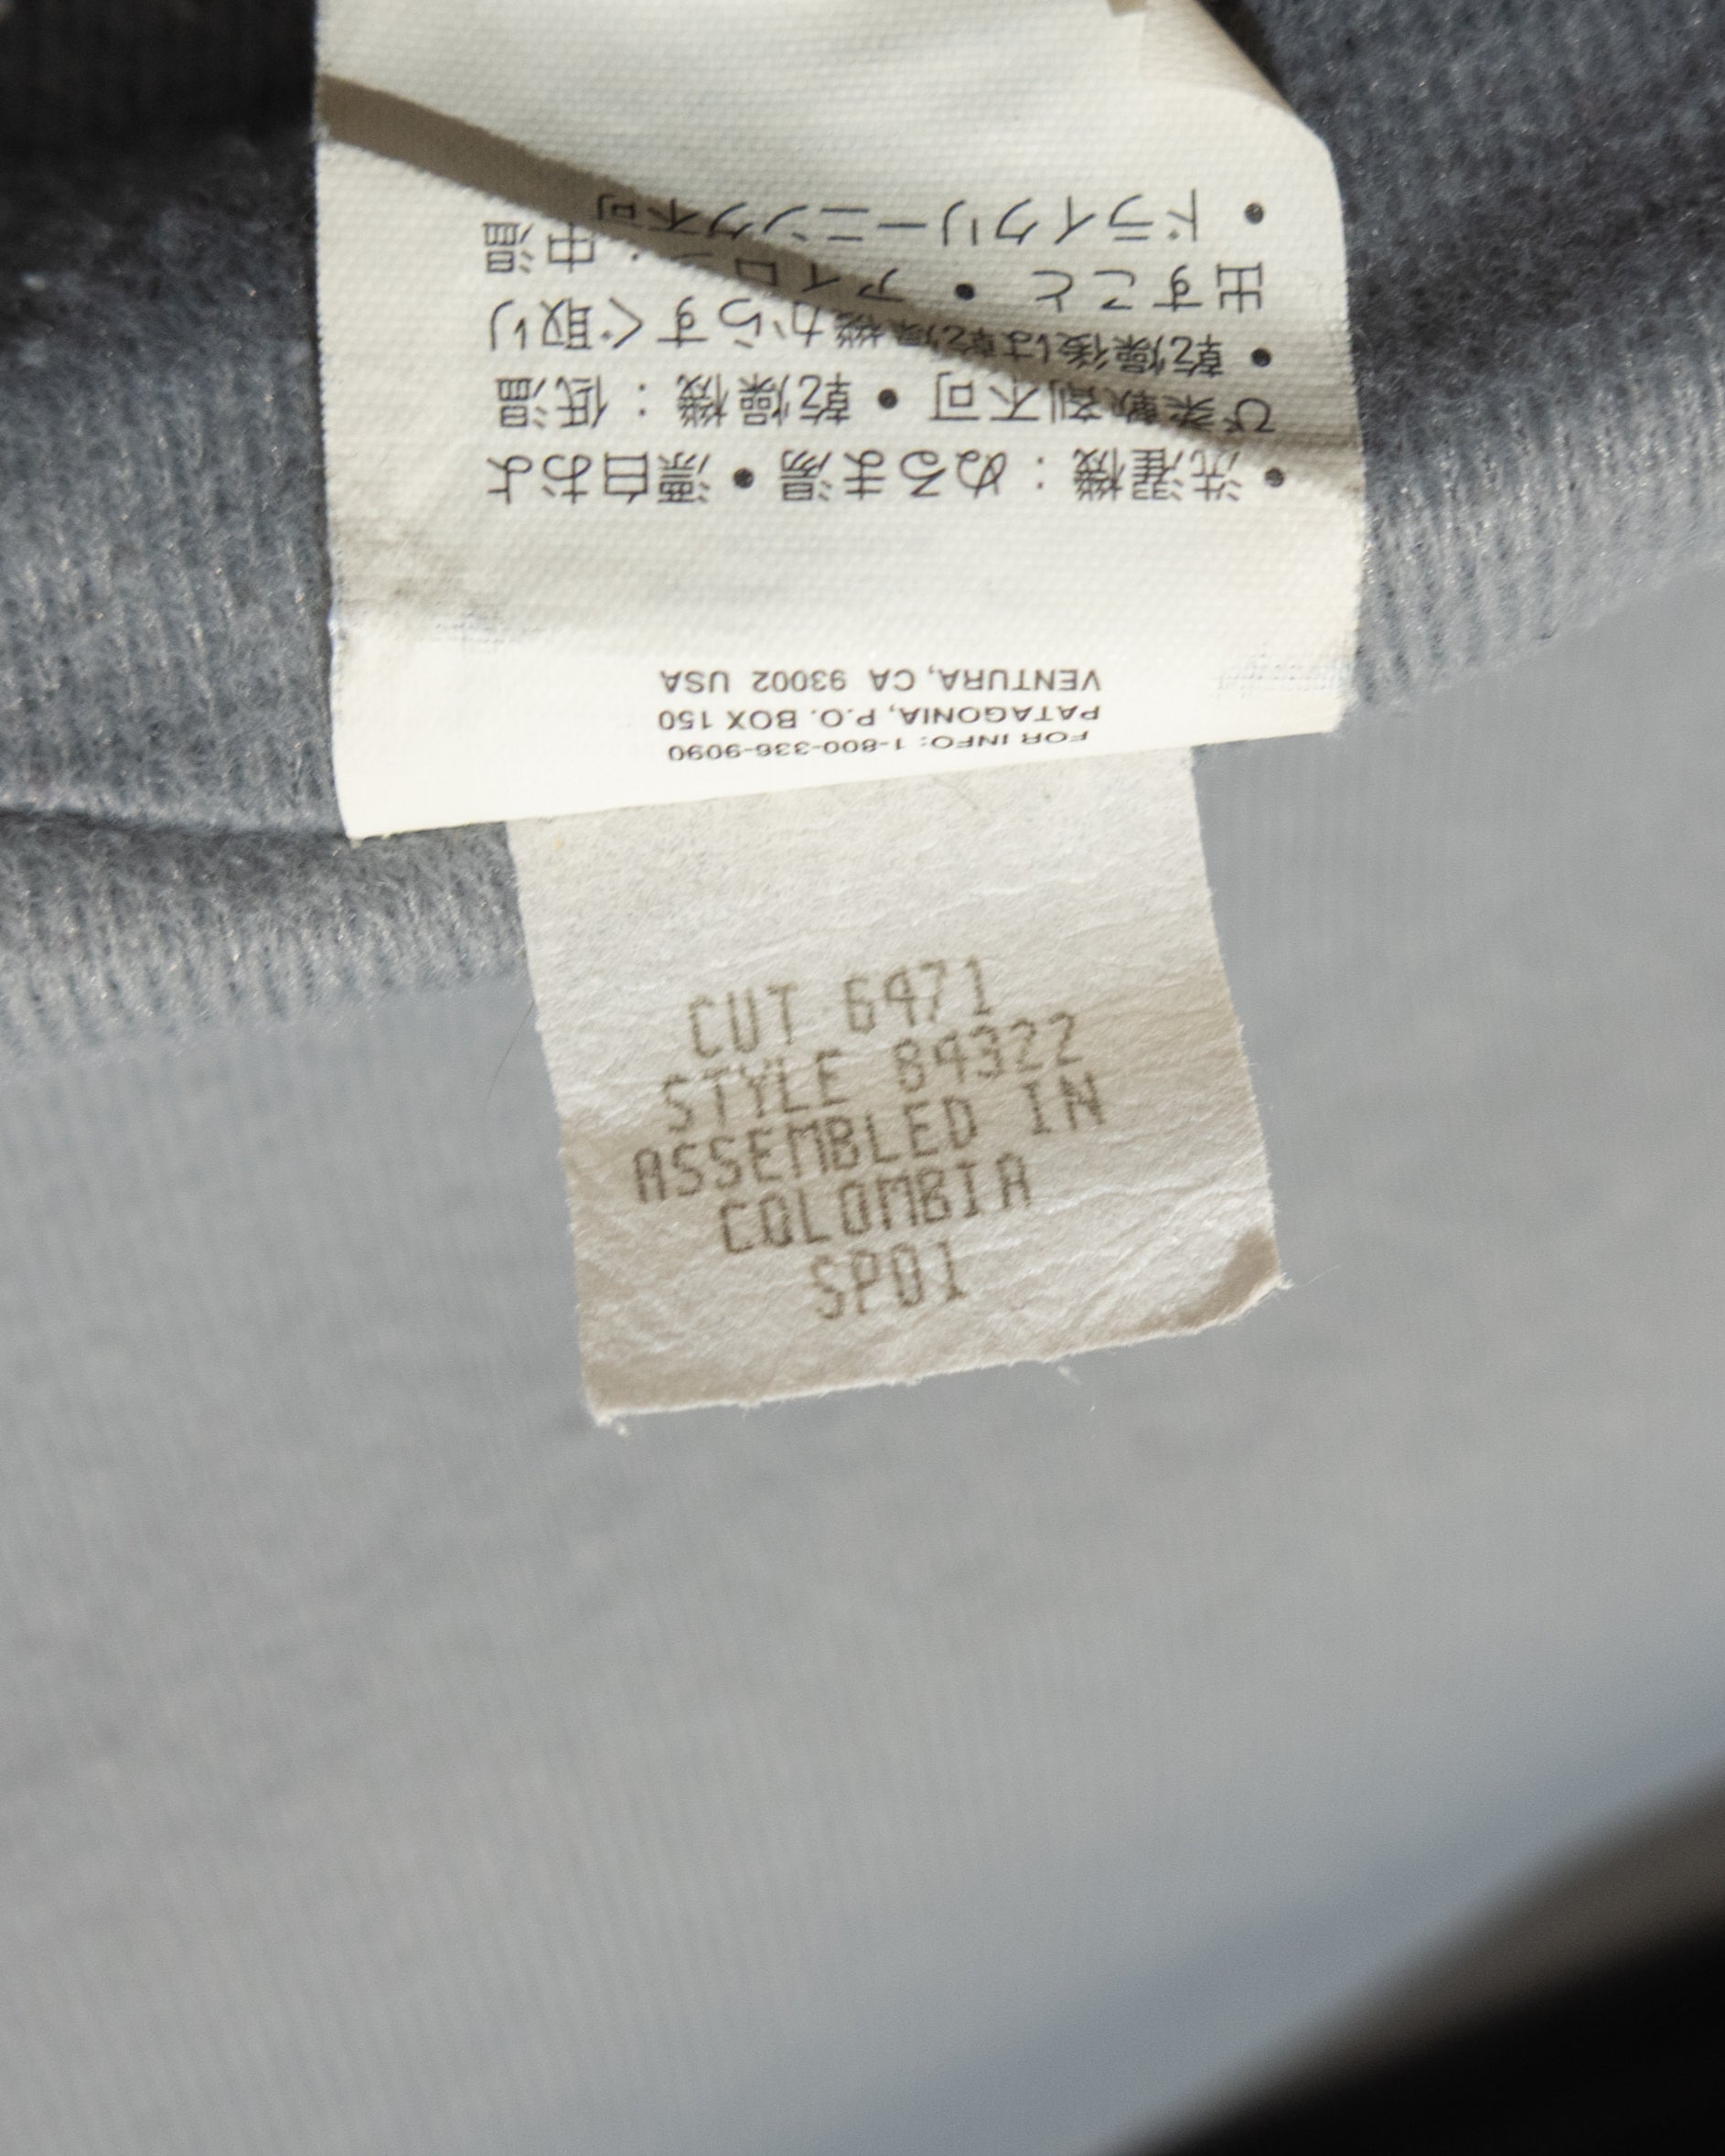 FOR INFO: 1-800-336-9090
PATAGONIA, P.O. BOX 150
VENTURA, CA 93002 USA
• 洗濯機：ぬるま湯 • 漂白およ
び柔軟剤不可 • 乾燥機：低温
• 乾燥後は乾燥機からすぐ取り
出すこと • アイロン：中温
• ドライクリーニング不可
CUT 6471
STYLE 84322
ASSEMBLED IN
COLOMBIA
SP01